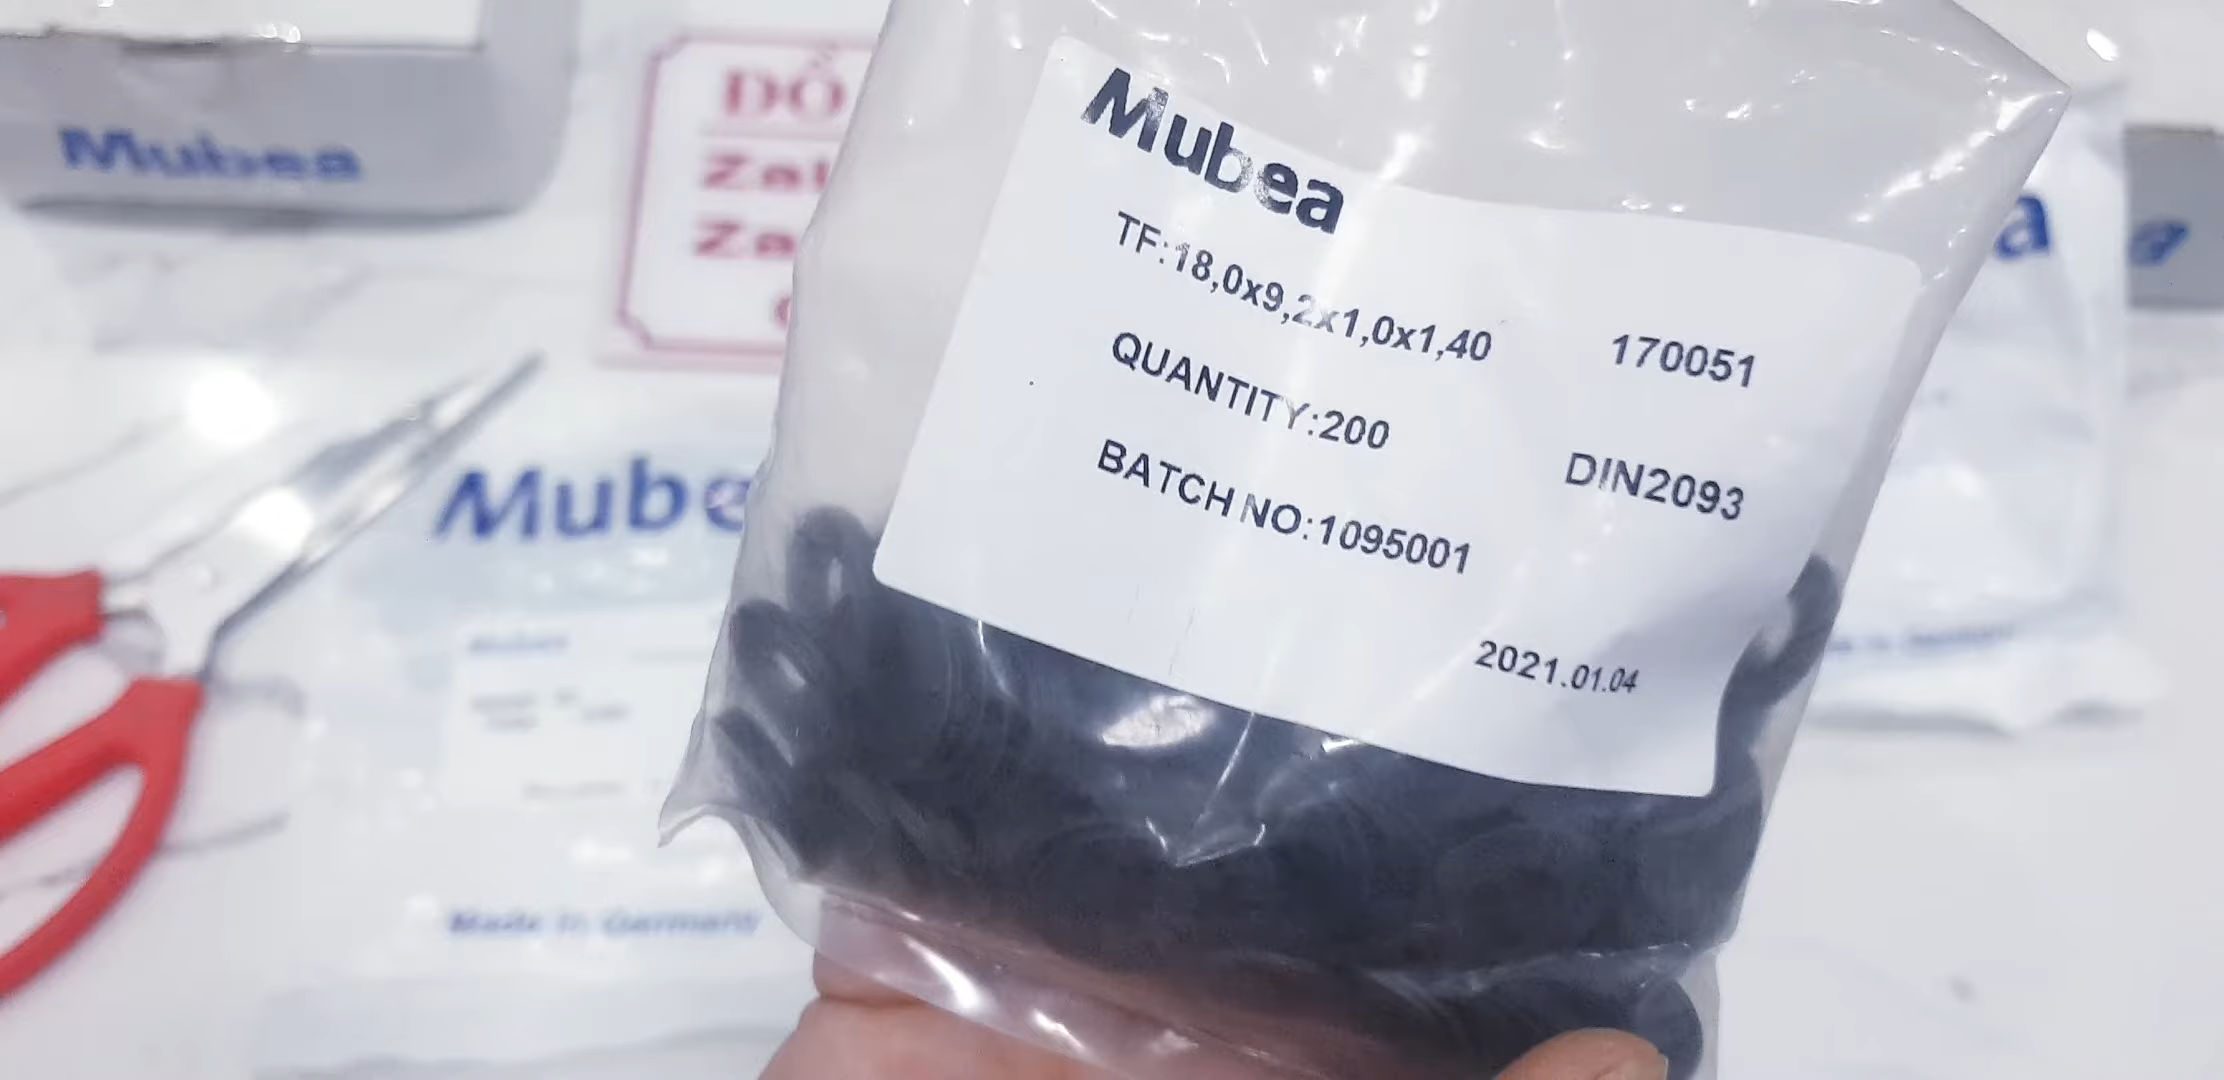 Mubea
ĐỒ
Mubea
TF:18,0x9,2x1,0x1,40 170051
QUANTITY:200
DIN2093
BATCH NO:1095001
2021.01.04
Mube
a
Made in Germany